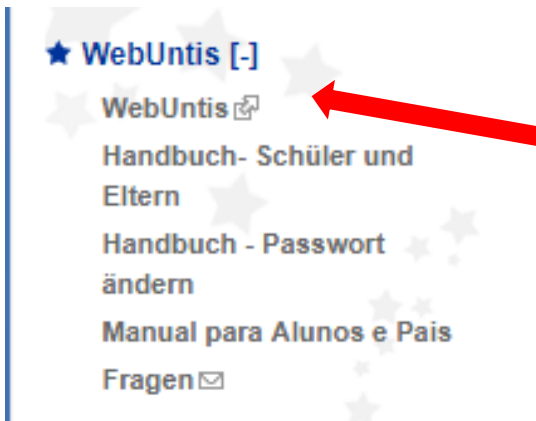 WebUntis [-]
WebUntis
Handbuch- Schüler und
Eltern
Handbuch - Passwort
ändern
Manual para Alunos e Pais
Fragen